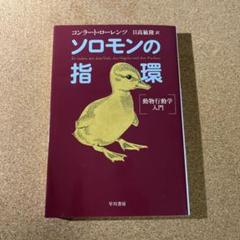 コンラート・ローレンツ 日高敏隆 訳
ソロモンの
指環
動物行動学
入門
早川書房